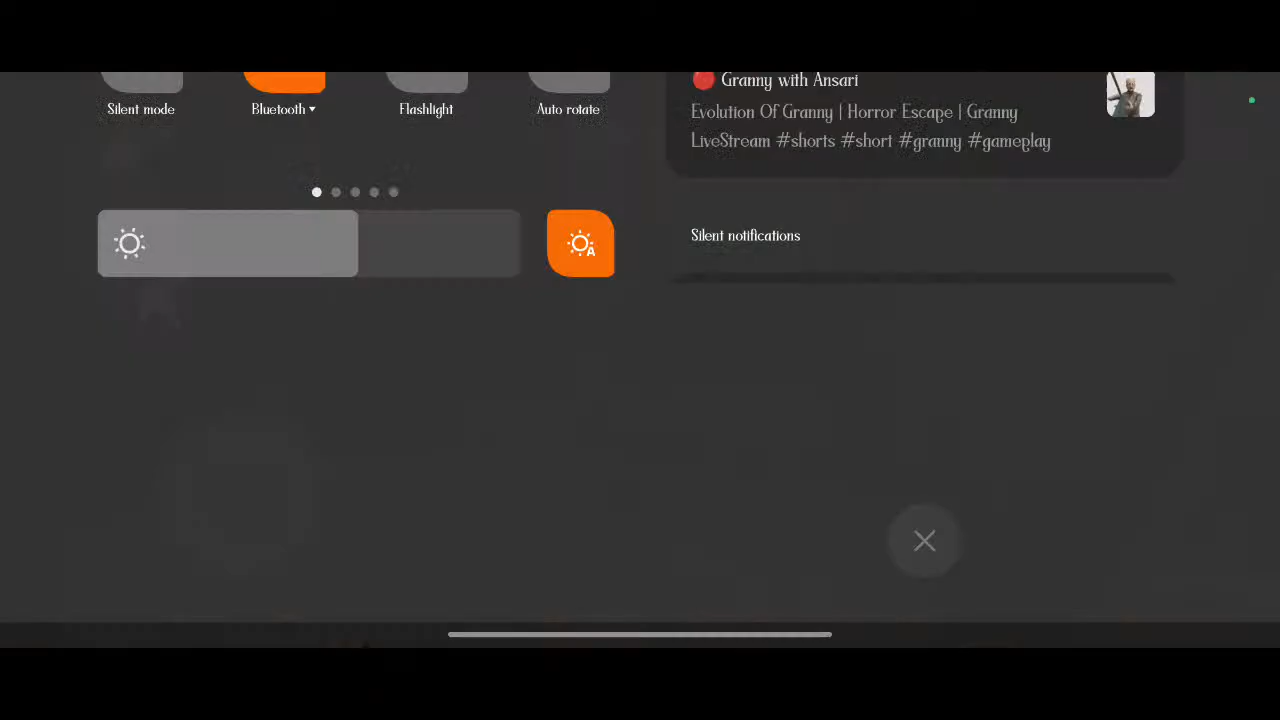 Silent mode
Bluetooth
Flashlight
Auto rotate
A
Granny with Ansari
Evolution Of Granny | Horror Escape | Granny
LiveStream #shorts #short #granny #gameplay
Silent notifications